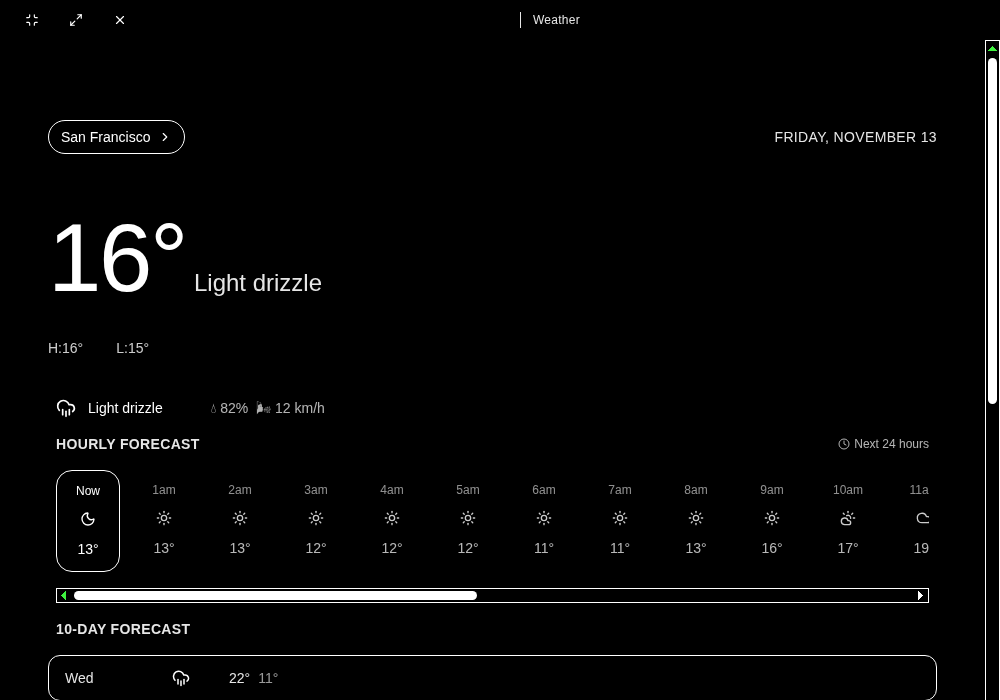 Weather
San Francisco
FRIDAY, NOVEMBER 13
16° Light drizzle
H:16° L:15°
Light drizzle 82% 12 km/h
HOURLY FORECAST Next 24 hours
Now 1am 2am 3am 4am 5am 6am 7am 8am 9am 10am 11a
13° 13° 13° 12° 12° 12° 11° 11° 13° 16° 17° 19
10-DAY FORECAST
Wed 22° 11°